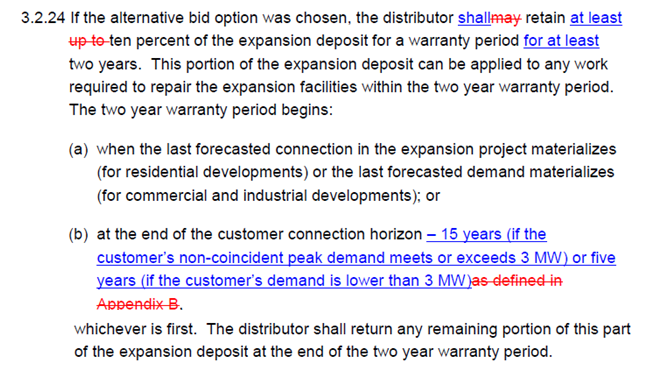 3.2.24 If the alternative bid option was chosen, the distributor shallmay retain at least
up to ten percent of the expansion deposit for a warranty period for at least
two years. This portion of the expansion deposit can be applied to any work
required to repair the expansion facilities within the two year warranty period.
The two year warranty period begins:
(a) when the last forecasted connection in the expansion project materializes
(for residential developments) or the last forecasted demand materializes
(for commercial and industrial developments); or
(b) at the end of the customer connection horizon – 15 years (if the
customer's non-coincident peak demand meets or exceeds 3 MW) or five
years (if the customer's demand is lower than 3 MW)as defined in
Appendix B.
whichever is first. The distributor shall return any remaining portion of this part
of the expansion deposit at the end of the two year warranty period.